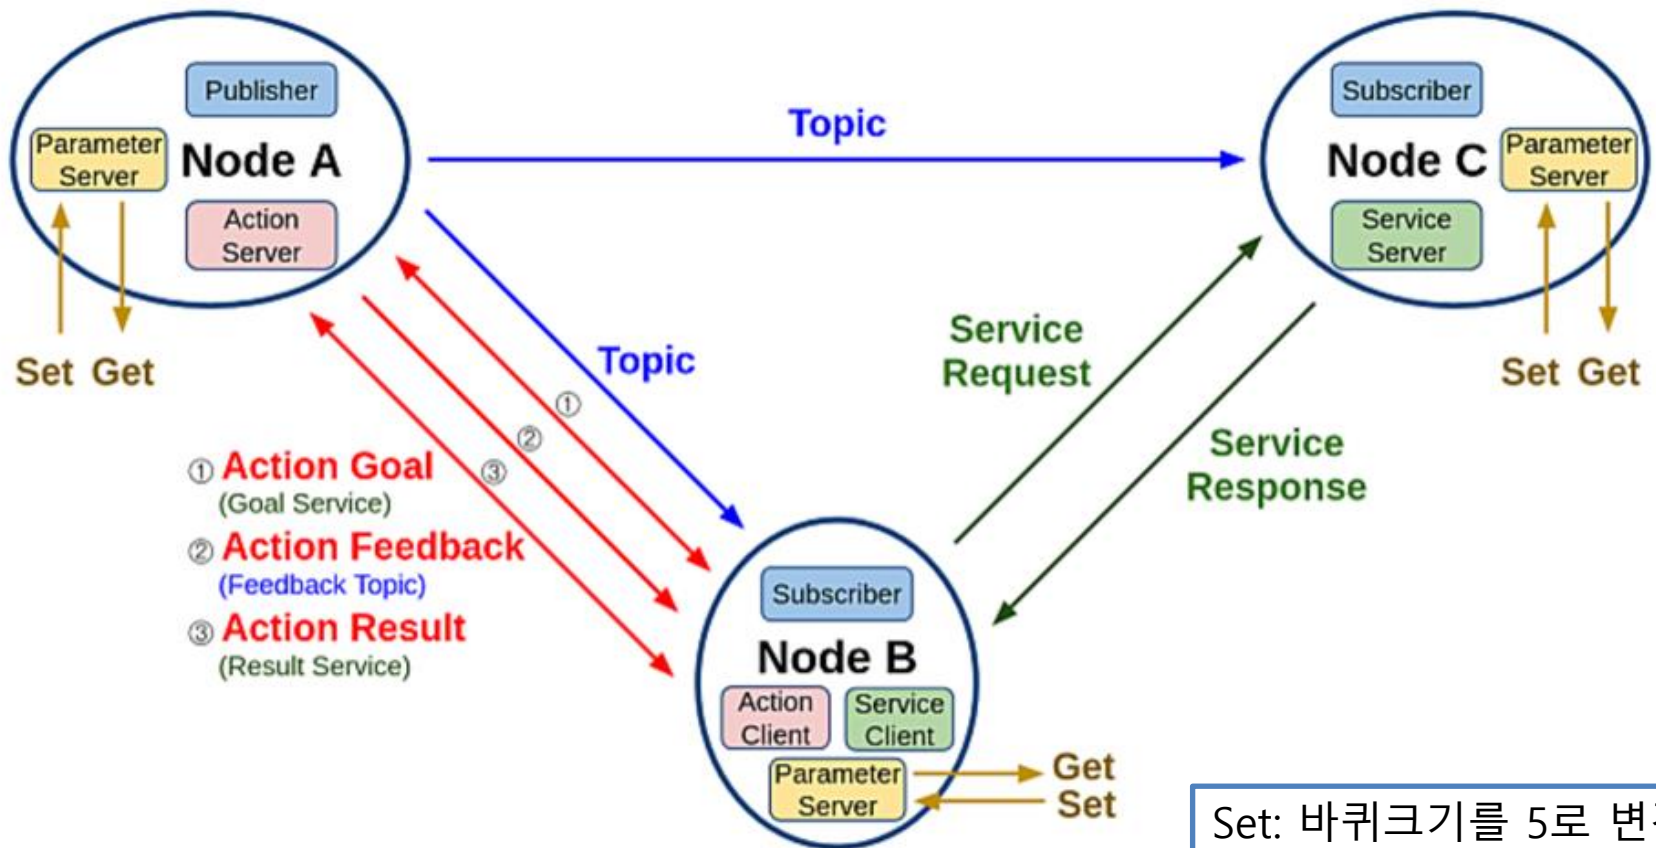 Publisher
Parameter
Server
Node A
Action
Server
Set Get
Topic
Subscriber
Node C
Parameter
Server
Service
Server
Set Get
Topic
Service
Request
Service
Response
①
②
③
① Action Goal
(Goal Service)
② Action Feedback
(Feedback Topic)
③ Action Result
(Result Service)
Subscriber
Node B
Action
Client
Service
Client
Parameter
Server
Get
Set
Set: 바퀴크기를 5로